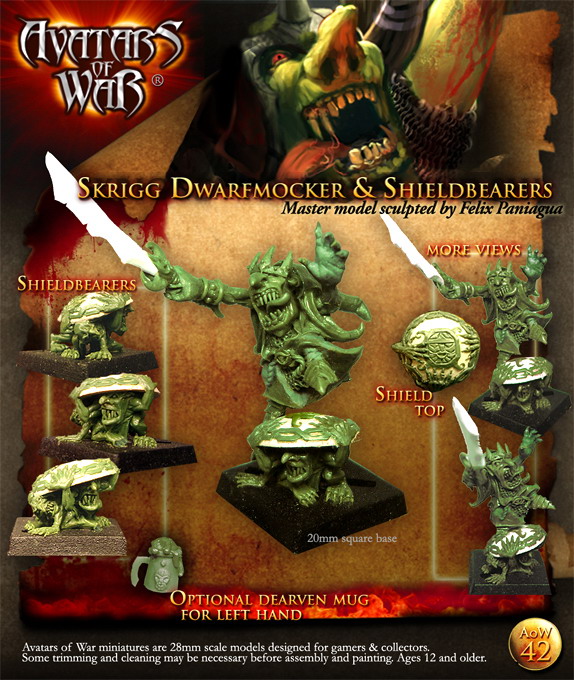 AVATARS
OF
WAR ®
SKRIGG DWARFMOCKER & SHIELDBEARERS
Master model sculpted by Felix Paniagua
MORE VIEWS
SHIELDBEARERS
SHIELD
TOP
20mm square base
OPTIONAL DEARVEN MUG
FOR LEFT HAND
AoW
42
Avatars of War miniatures are 28mm scale models designed for gamers & collectors.
Some trimming and cleaning may be necessary before assembly and painting. Ages 12 and older.